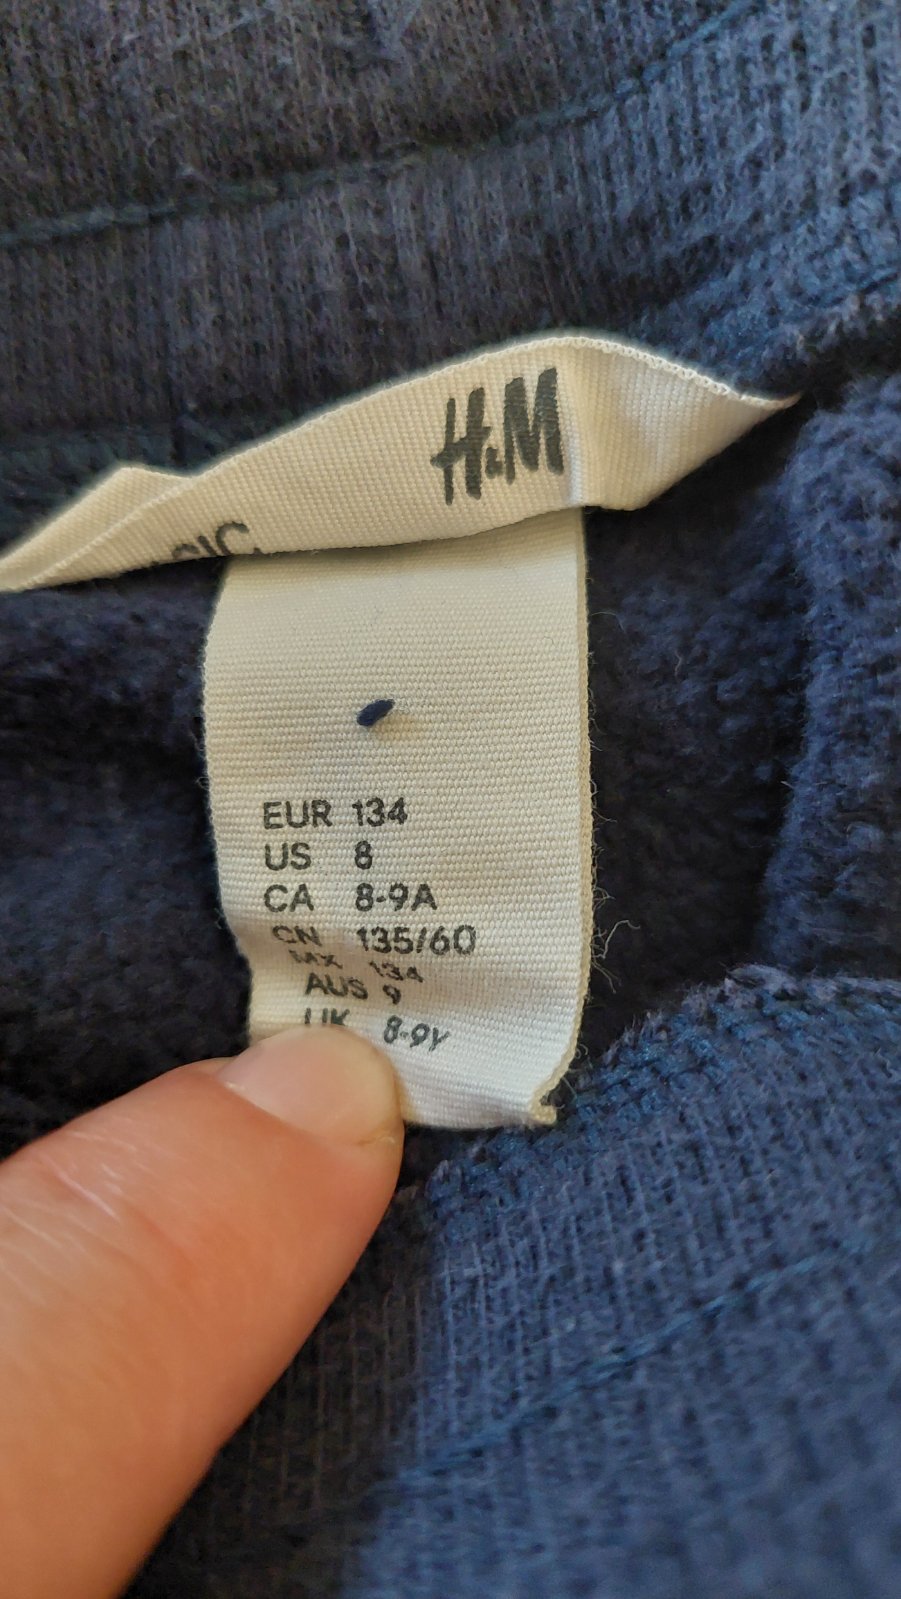 H&M
EUR 134
US 8
CA 8-9A
CN 135/60
MX 134
AUS 9
UK 8-9Y